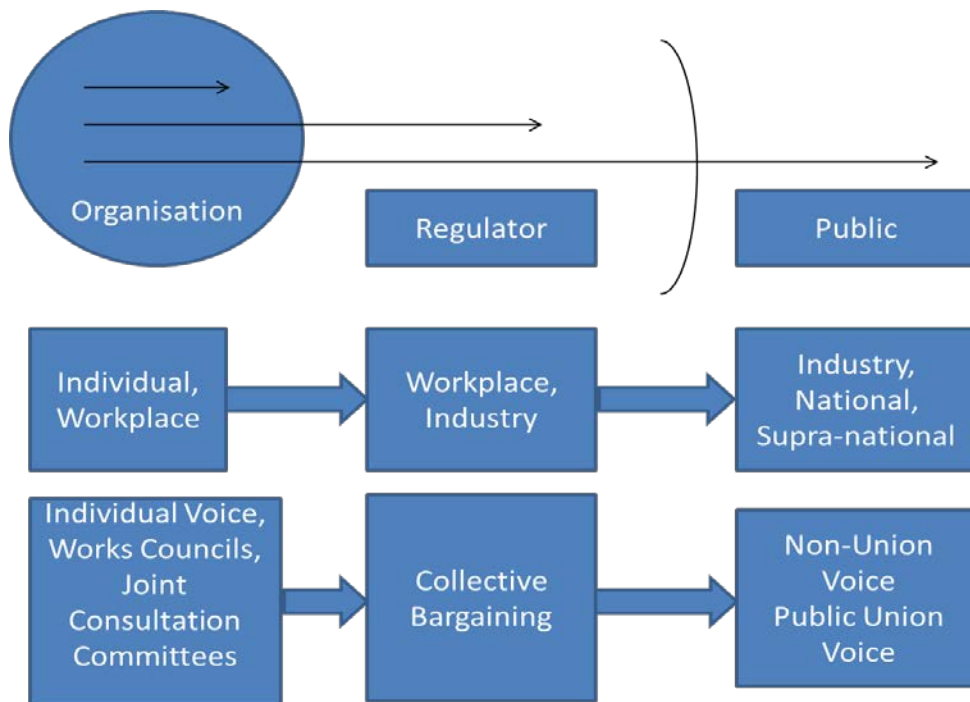 Organisation
Regulator
Public
Individual,
Workplace
Workplace,
Industry
Industry,
National,
Supra-national
Individual Voice,
Works Councils,
Joint
Consultation
Committees
Collective
Bargaining
Non-Union
Voice
Public Union
Voice